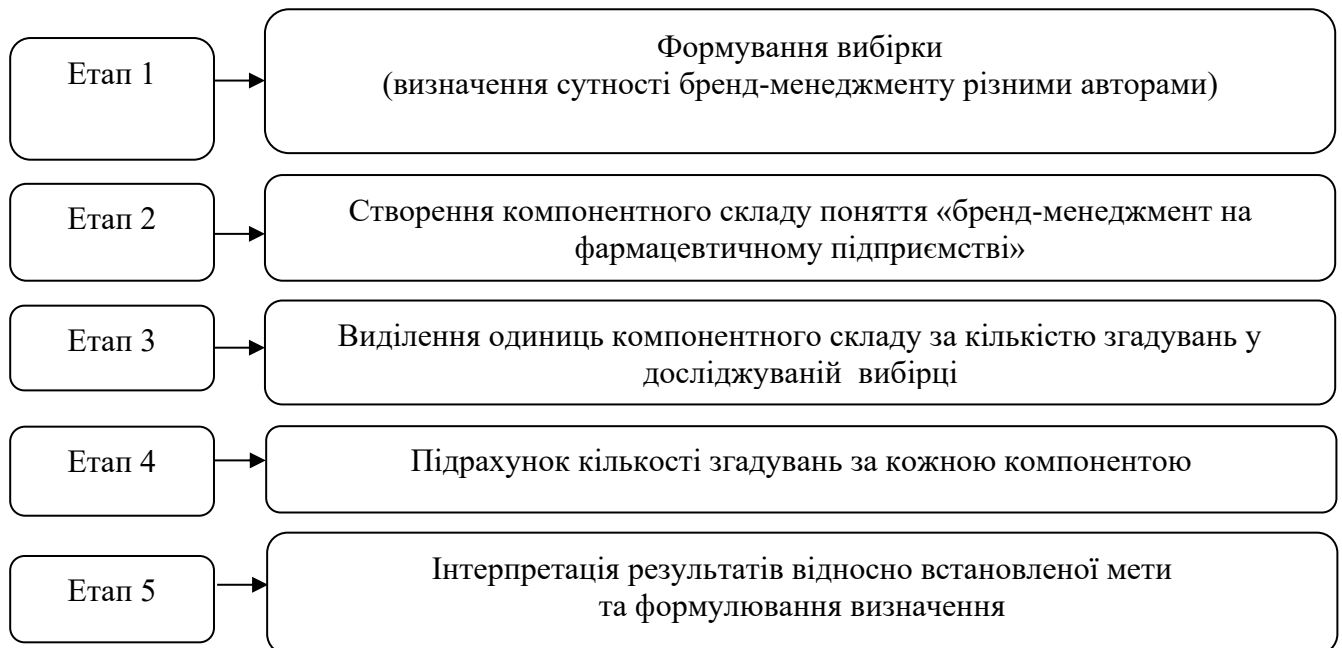 Етап 1
Формування вибірки
(визначення сутності бренд-менеджменту різними авторами)
Етап 2
Створення компонентного складу поняття «бренд-менеджмент на
фармацевтичному підприємстві»
Етап 3
Виділення одиниць компонентного складу за кількістю згадувань у
досліджуваній вибірці
Етап 4
Підрахунок кількості згадувань за кожною компонентою
Етап 5
Інтерпретація результатів відносно встановленої мети
та формулювання визначення